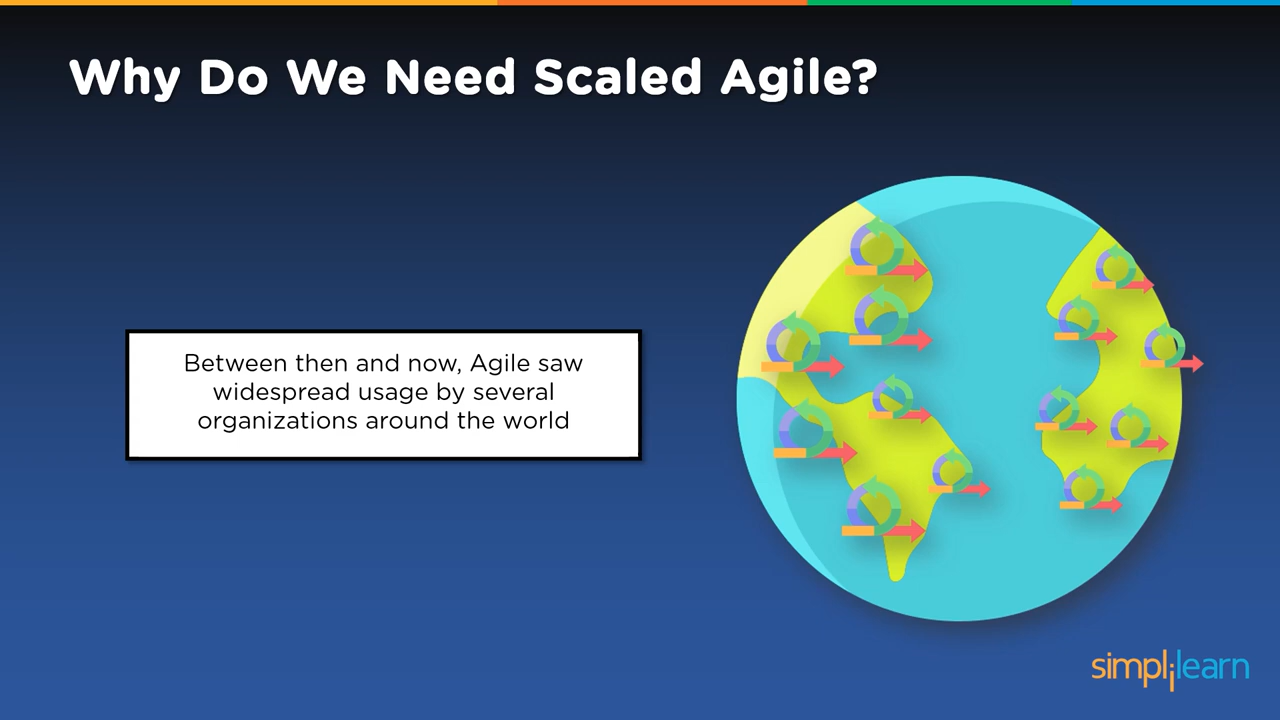 Why Do We Need Scaled Agile?
Between then and now, Agile saw
widespread usage by several
organizations around the world
simplilearn